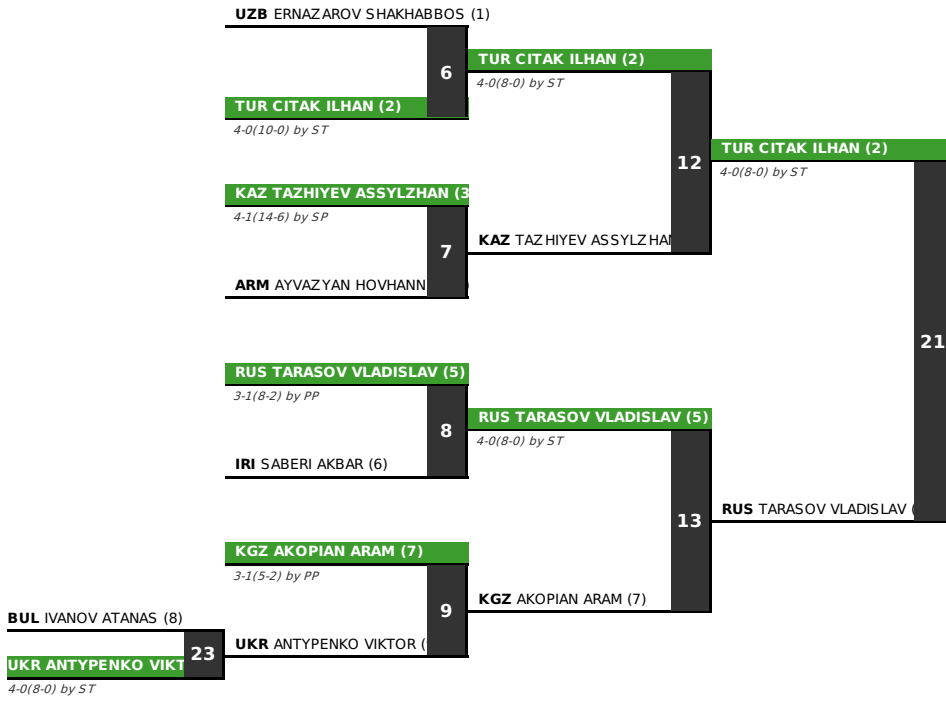 UZB ERNAZAROV SHAKHABBOS (1)
6
TUR CITAK ILHAN (2)
4-0(10-0) by ST
TUR CITAK ILHAN (2)
4-0(8-0) by ST
12
KAZ TAZHIYEV ASSYLZHAN (3
4-1(14-6) by SP
7
ARM AYVAZYAN HOVHANN
KAZ TAZHIYEV ASSYLZHAN
TUR CITAK ILHAN (2)
4-0(8-0) by ST
21
RUS TARASOV VLADISLAV (5)
3-1(8-2) by PP
8
IRI SABERI AKBAR (6)
RUS TARASOV VLADISLAV (5)
4-0(8-0) by ST
13
RUS TARASOV VLADISLAV (
KGZ AKOPIAN ARAM (7)
3-1(5-2) by PP
9
KGZ AKOPIAN ARAM (7)
BUL IVANOV ATANAS (8)
23
UKR ANTYPENKO VIKTOR (
UKR ANTYPENKO VIKT
4-0(8-0) by ST